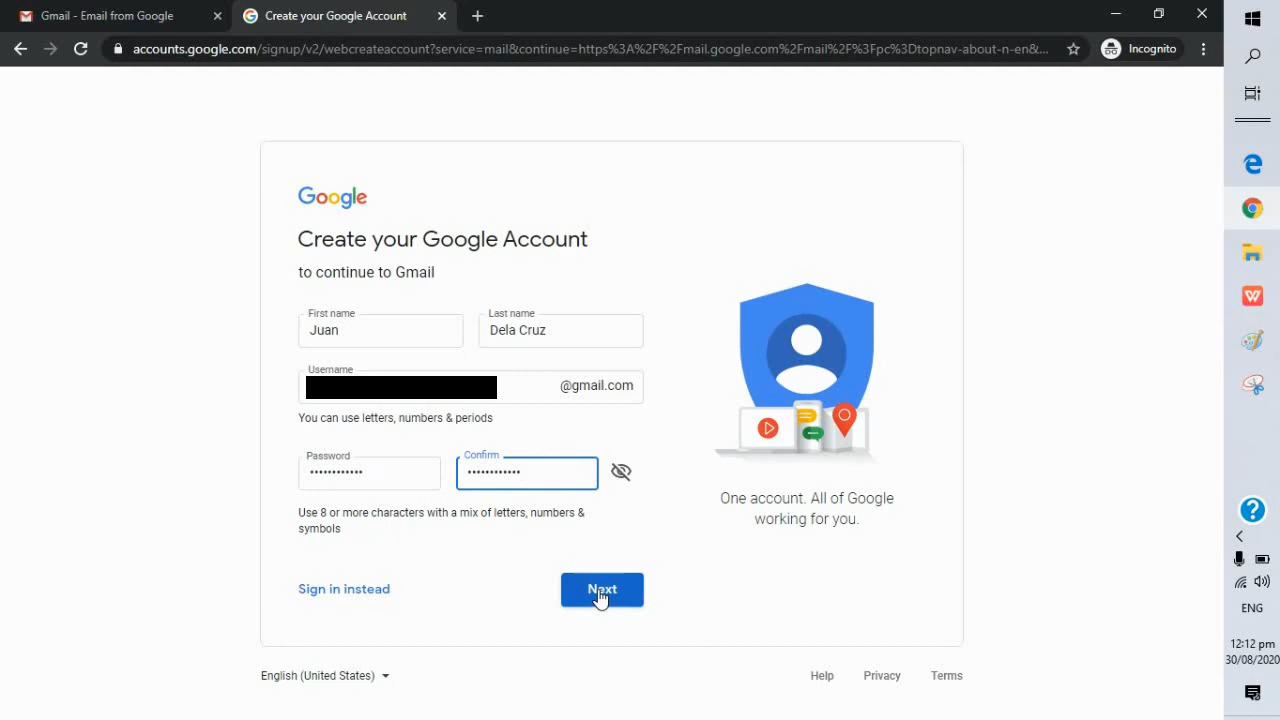 Gmail - Email from Google
Create your Google Account
accounts.google.com/signup/v2/webcreateaccount?service=mail&continue=https%3A%2F%2Fmail.google.com%2Fmail%2F%3Fpc%3Dtopnav-about-n-en&...
Incognito
Google
Create your Google Account
to continue to Gmail
First name
Juan
Last name
Dela Cruz
Username
@gmail.com
You can use letters, numbers & periods
Password
••••••••••••
Confirm
••••••••••••
Use 8 or more characters with a mix of letters, numbers &
symbols
Sign in instead
Next
One account. All of Google
working for you.
English (United States)
Help
Privacy
Terms
ENG
12:12 pm
30/08/2020